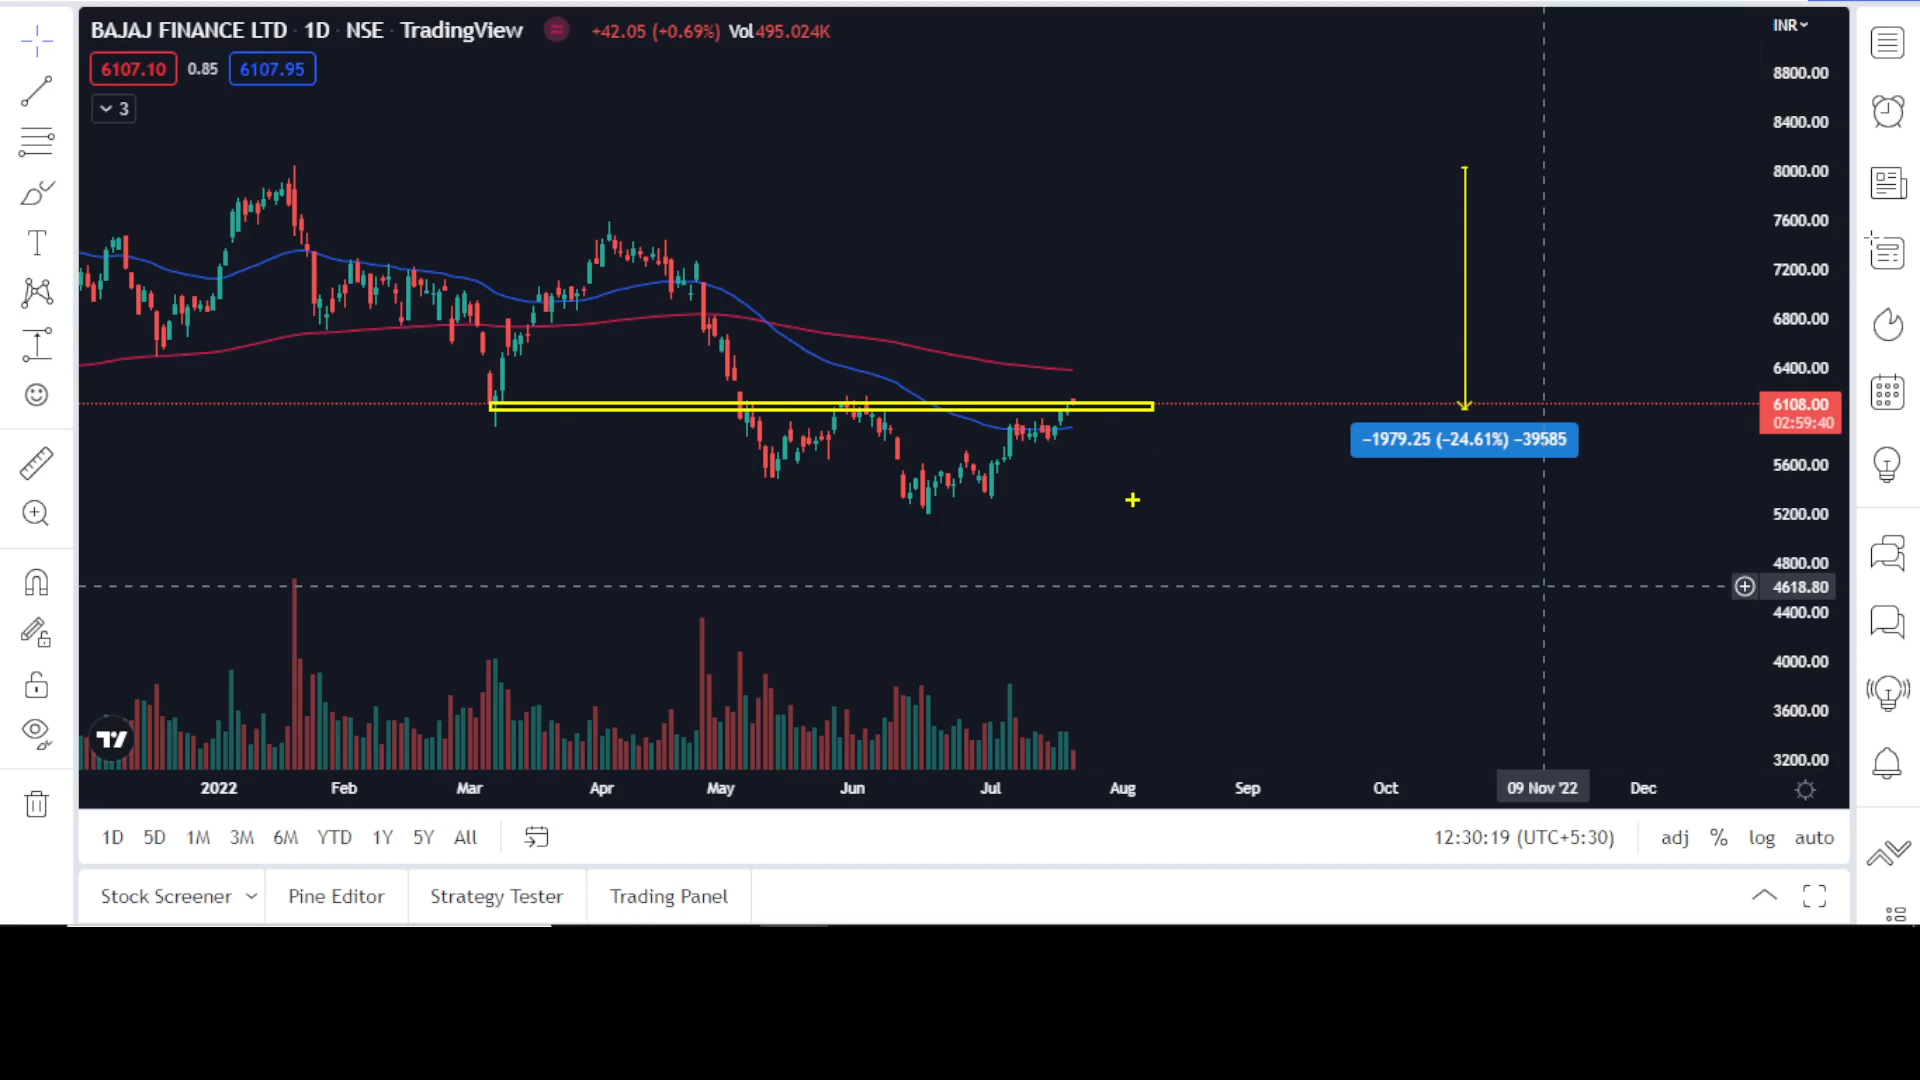 BAJAJ FINANCE LTD · 1D · NSE · TradingView +42.05 (+0.69%) Vol495.024K
INR
6107.10 0.85 6107.95
3
8800.00
8400.00
8000.00
7600.00
7200.00
6800.00
6400.00
6108.00
02:59:40
−1979.25 (−24.61%) −39585
5600.00
5200.00
4800.00
4618.80
4400.00
4000.00
3600.00
3200.00
2022 Feb Mar Apr May Jun Jul Aug Sep Oct 09 Nov '22 Dec
1D 5D 1M 3M 6M YTD 1Y 5Y All 12:30:19 (UTC+5:30) adj % log auto
Stock Screener Pine Editor Strategy Tester Trading Panel